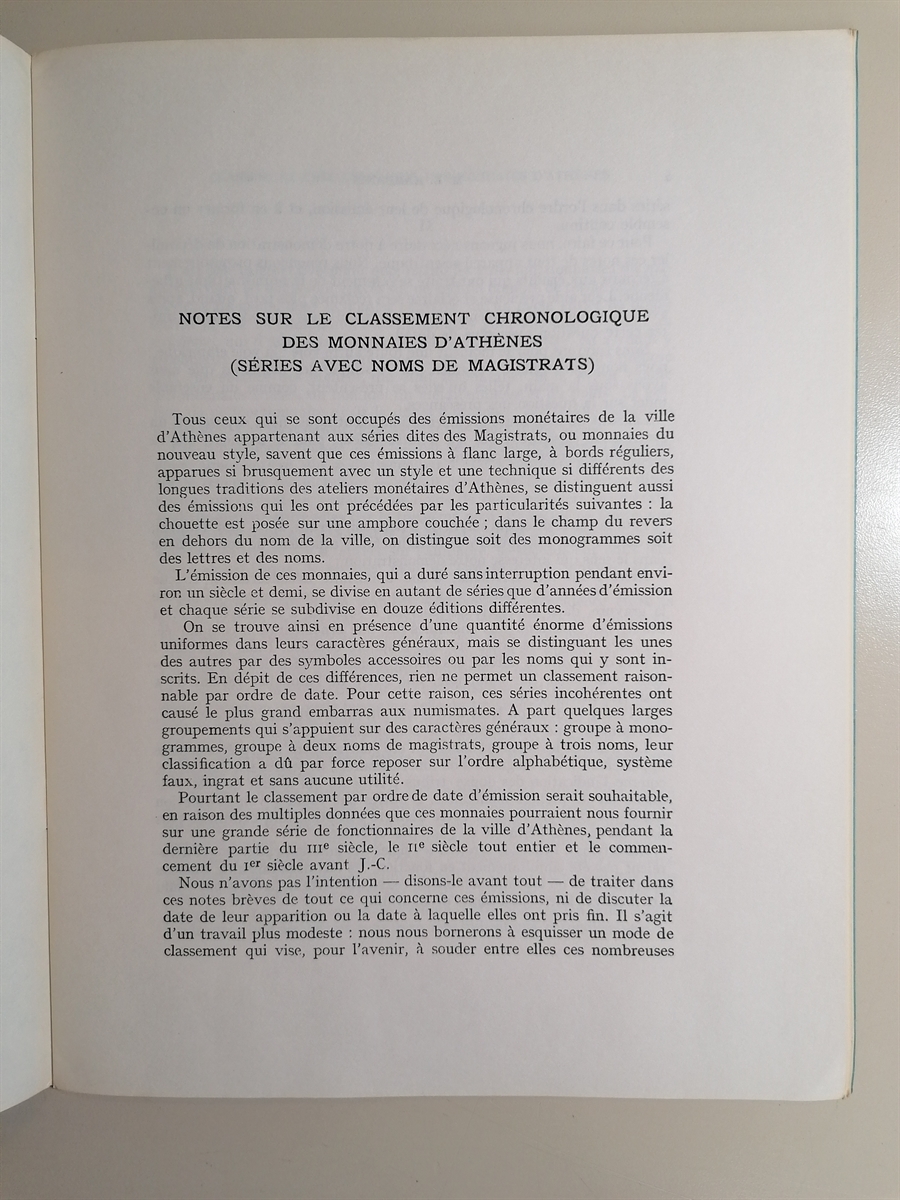 NOTES SUR LE CLASSEMENT CHRONOLOGIQUE
DES MONNAIES D'ATHÈNES
(SÉRIES AVEC NOMS DE MAGISTRATS)
Tous ceux qui se sont occupés des émissions monétaires de la ville
d'Athènes appartenant aux séries dites des Magistrats, ou monnaies du
nouveau style, savent que ces émissions à flanc large, à bords réguliers,
apparues si brusquement avec un style et une technique si différents des
longues traditions des ateliers monétaires d'Athènes, se distinguent aussi
des émissions qui les ont précédées par les particularités suivantes : la
chouette est posée sur une amphore couchée ; dans le champ du revers
en dehors du nom de la ville, on distingue soit des monogrammes soit
des lettres et des noms.
L'émission de ces monnaies, qui a duré sans interruption pendant envi-
ron un siècle et demi, se divise en autant de séries que d'années d'émission
et chaque série se subdivise en douze éditions différentes.
On se trouve ainsi en présence d'une quantité énorme d'émissions
uniformes dans leurs caractères généraux, mais se distinguant les unes
des autres par des symboles accessoires ou par les noms qui y sont in-
scrits. En dépit de ces différences, rien ne permet un classement raison-
nable par ordre de date. Pour cette raison, ces séries incohérentes ont
causé le plus grand embarras aux numismates. A part quelques larges
groupements qui s'appuient sur des caractères généraux : groupe à mono-
grammes, groupe à deux noms de magistrats, groupe à trois noms, leur
classification a dû par force reposer sur l'ordre alphabétique, système
faux, ingrat et sans aucune utilité.
Pourtant le classement par ordre de date d'émission serait souhaitable,
en raison des multiples données que ces monnaies pourraient nous fournir
sur une grande série de fonctionnaires de la ville d'Athènes, pendant la
dernière partie du IIIe siècle, le IIe siècle tout entier et le commen-
cement du Ier siècle avant J.-C.
Nous n'avons pas l'intention — disons-le avant tout — de traiter dans
ces notes brèves de tout ce qui concerne ces émissions, ni de discuter la
date de leur apparition ou la date à laquelle elles ont pris fin. Il s'agit
d'un travail plus modeste : nous nous bornerons à esquisser un mode de
classement qui vise, pour l'avenir, à souder entre elles ces nombreuses